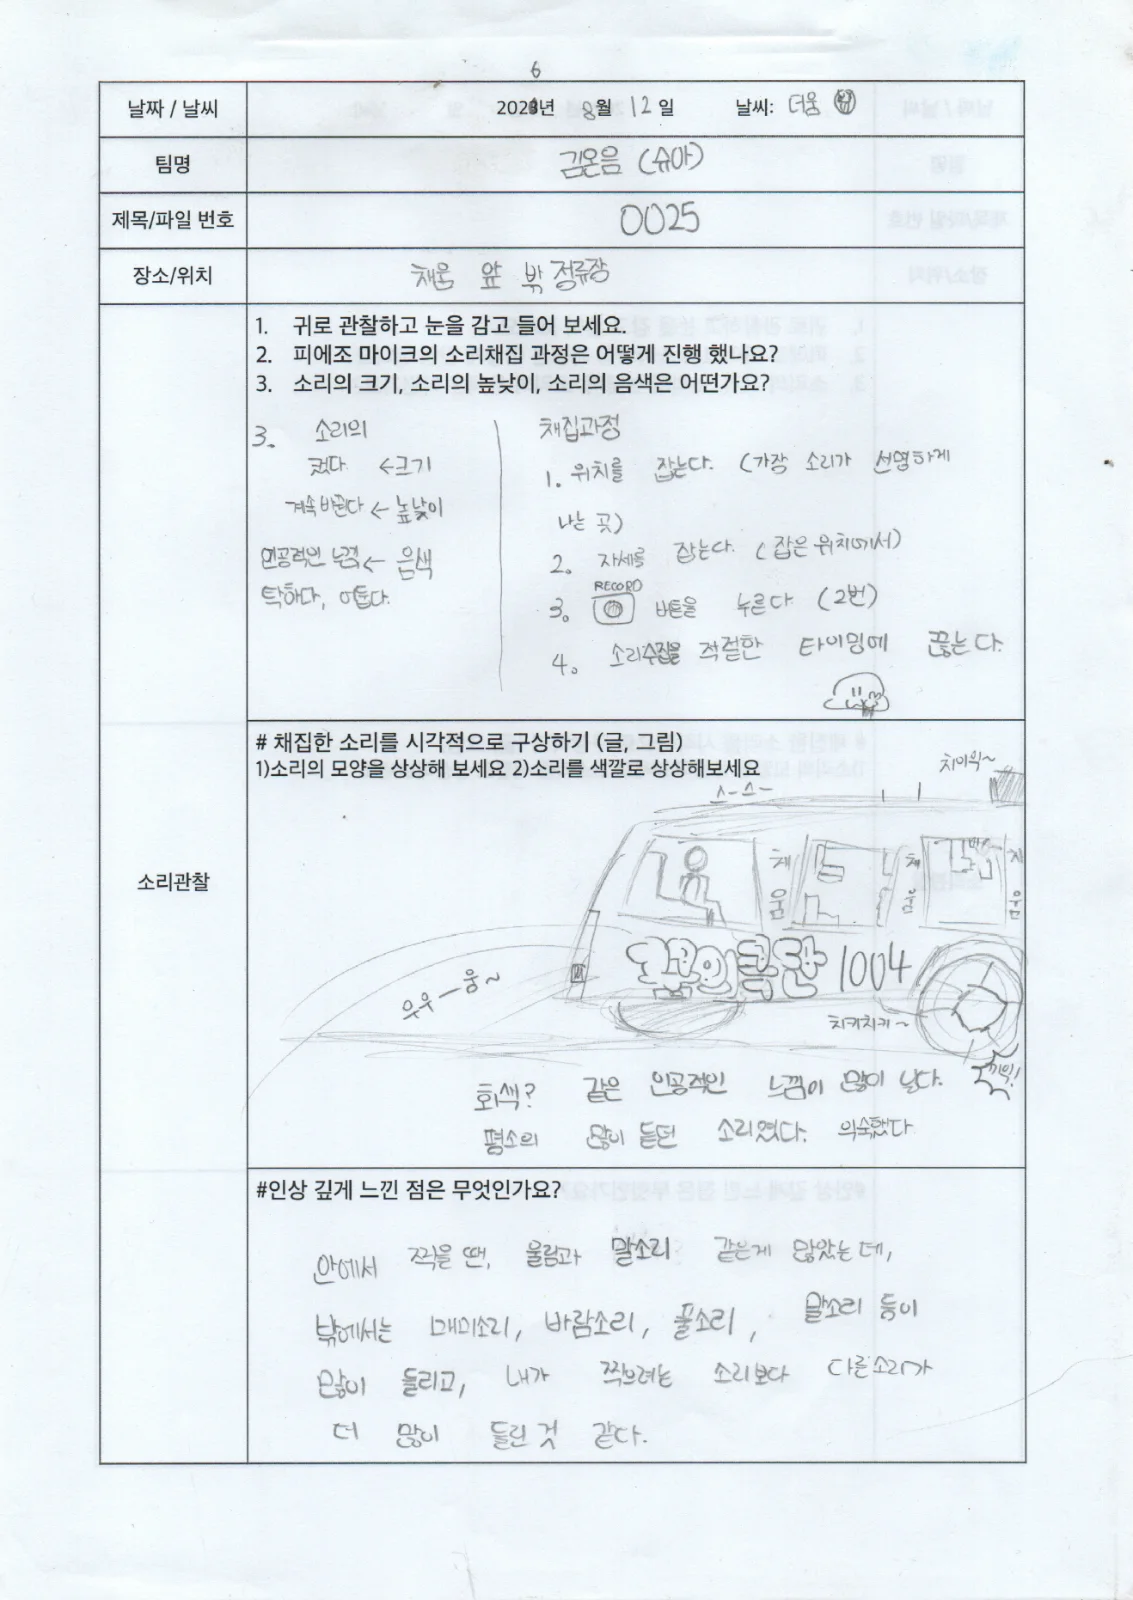 6
날짜 / 날씨 202 년 8월 12일 날씨: 더움
팀명 김온음 (슈아)
제목/파일 번호 0025
장소/위치 채움 앞 밖 정류장
1. 귀로 관찰하고 눈을 감고 들어 보세요.
2. 피에조 마이크의 소리채집 과정은 어떻게 진행 했나요?
3. 소리의 크기, 소리의 높낮이, 소리의 음색은 어떤가요?
3. 소리의
컸다 ←크기
계속 바뀐다 ← 높낮이
인공적인 느낌 ← 음색
탁하다, 어둡다.
채집과정
1. 위치를 잡는다. (가장 소리가 선명하게
나는 곳)
2. 자세를 잡는다. (잡은 위치에서)
RECORD
3. 버튼을 누른다 (2번)
4. 소리수집을 적절한 타이밍에 끊는다.
소리관찰
# 채집한 소리를 시각적으로 구상하기 (글, 그림)
1)소리의 모양을 상상해 보세요 2)소리를 색깔로 상상해보세요
치이익~
스-스-
채움 채움 채움
1004
우우ㅡ웅~
치키치키~
끼익!
회색? 같은 인공적인 느낌이 많이 났다.
평소의 많이 듣던 소리였다. 익숙했다
#인상 깊게 느낀 점은 무엇인가요?
안에서 찍을 땐, 울림과 말소리 같은게 많았는데,
밖에서는 매미소리, 바람소리, 풀소리, 말소리 등이
많이 들리고, 내가 찍으려는 소리보다 다른소리가
더 많이 들린 것 같다.